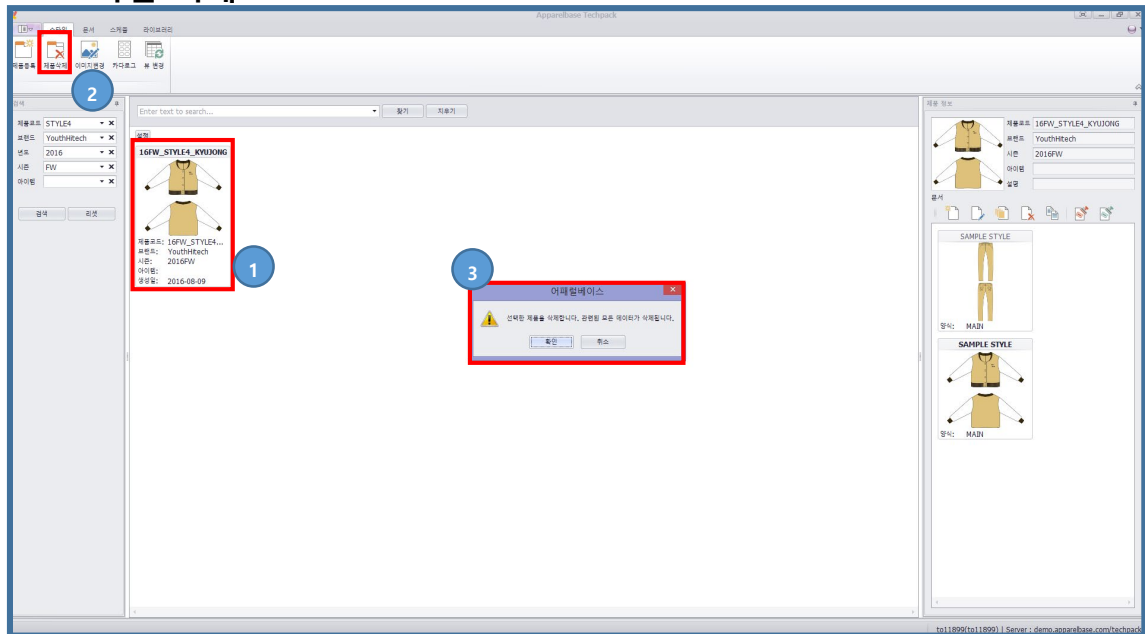 Apparelbase Techpack
문서 스케줄 라이브러리
제품등록 제품삭제 이미지변경 카다로그 뷰 변경
2
검색
제품코드 STYLE4
브랜드 YouthHitech
년도 2016
시즌 FW
아이템
검색 리셋
Enter text to search... 찾기 지우기
설정
16FW_STYLE4_KYUJONG
제품코드: 16FW_STYLE4...
브랜드: YouthHitech
시즌: 2016FW
아이템:
생성일: 2016-08-09
1
3
어패럴베이스
선택한 제품을 삭제합니다. 관련된 모든 데이터가 삭제됩니다.
확인 취소
제품 정보
제품코드 16FW_STYLE4_KYUJONG
브랜드 YouthHitech
시즌 2016FW
아이템
설명
문서
SAMPLE STYLE
양식: MAIN
SAMPLE STYLE
양식: MAIN
to11899(to11899) | Server : demo.apparelbase.com/techpack